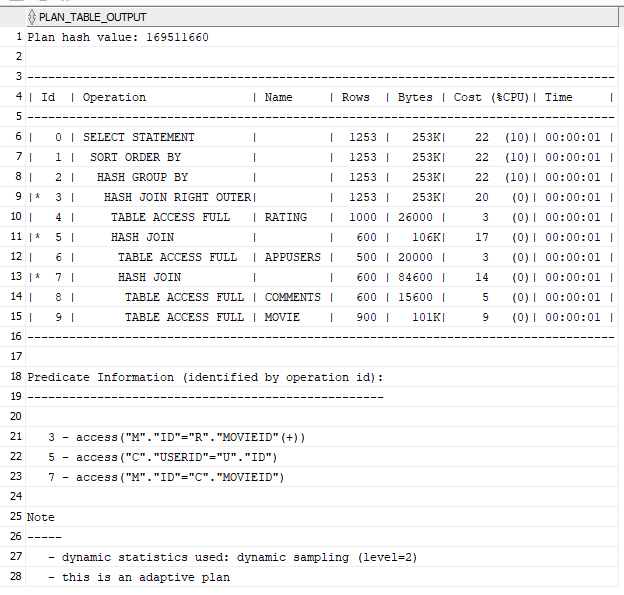 PLAN_TABLE_OUTPUT
1 Plan hash value: 169511660
2
3 -------------------------------------------------------------------------------------
4 | Id  | Operation                | Name     | Rows  | Bytes | Cost (%CPU)| Time     |
5 -------------------------------------------------------------------------------------
6 |   0 | SELECT STATEMENT         |          |  1253 |   253K|    22  (10)| 00:00:01 |
7 |   1 |  SORT ORDER BY           |          |  1253 |   253K|    22  (10)| 00:00:01 |
8 |   2 |   HASH GROUP BY          |          |  1253 |   253K|    22  (10)| 00:00:01 |
9 |*  3 |    HASH JOIN RIGHT OUTER|          |  1253 |   253K|    20   (0)| 00:00:01 |
10 |   4 |     TABLE ACCESS FULL   | RATING   |  1000 | 26000 |     3   (0)| 00:00:01 |
11 |*  5 |     HASH JOIN           |          |   600 |   106K|    17   (0)| 00:00:01 |
12 |   6 |      TABLE ACCESS FULL  | APPUSERS |   500 | 20000 |     3   (0)| 00:00:01 |
13 |*  7 |      HASH JOIN          |          |   600 | 84600 |    14   (0)| 00:00:01 |
14 |   8 |       TABLE ACCESS FULL | COMMENTS |   600 | 15600 |     5   (0)| 00:00:01 |
15 |   9 |       TABLE ACCESS FULL | MOVIE    |   900 |   101K|     9   (0)| 00:00:01 |
16 -------------------------------------------------------------------------------------
17
18 Predicate Information (identified by operation id):
19 ---------------------------------------------------
20
21    3 - access("M"."ID"="R"."MOVIEID"(+))
22    5 - access("C"."USERID"="U"."ID")
23    7 - access("M"."ID"="C"."MOVIEID")
24
25 Note
26 -----
27    - dynamic statistics used: dynamic sampling (level=2)
28    - this is an adaptive plan